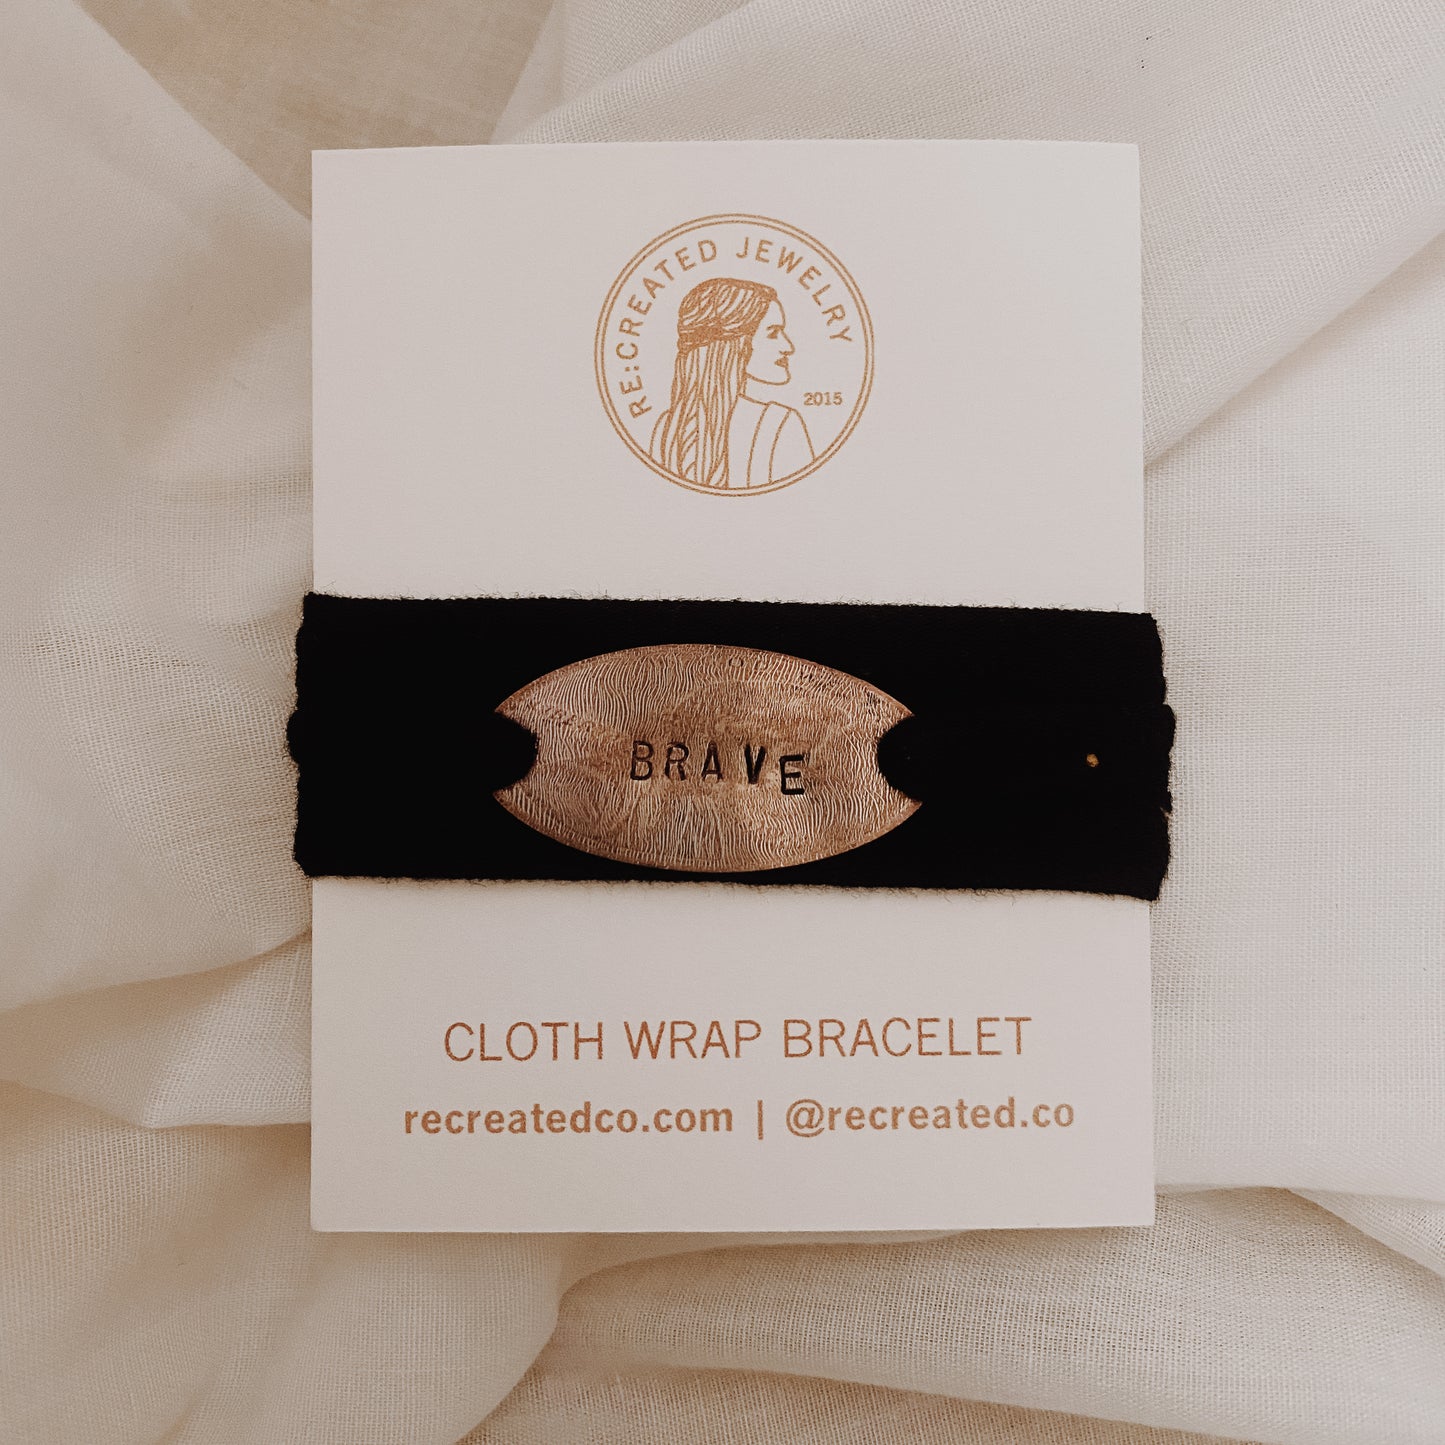 RE:CREATED JEWELRY
2015
BRAVE
CLOTH WRAP BRACELET
recreatedco.com | @recreated.co